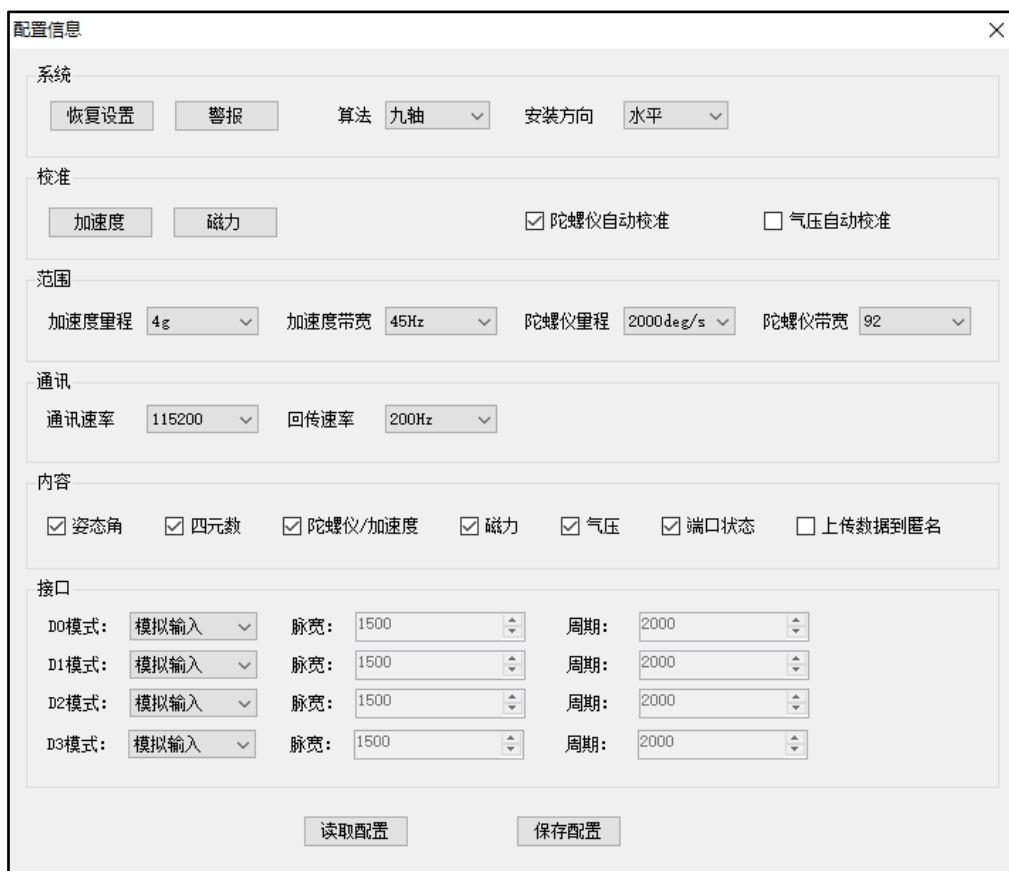 配置信息
系统
恢复设置 警报 算法 九轴 安装方向 水平
校准
加速度 磁力 陀螺仪自动校准 气压自动校准
范围
加速度量程 4g 加速度带宽 45Hz 陀螺仪量程 2000deg/s 陀螺仪带宽 92
通讯
通讯速率 115200 回传速率 200Hz
内容
姿态角 四元数 陀螺仪/加速度 磁力 气压 端口状态 上传数据到匿名
接口
D0模式: 模拟输入 脉宽: 1500 周期: 2000
D1模式: 模拟输入 脉宽: 1500 周期: 2000
D2模式: 模拟输入 脉宽: 1500 周期: 2000
D3模式: 模拟输入 脉宽: 1500 周期: 2000
读取配置 保存配置